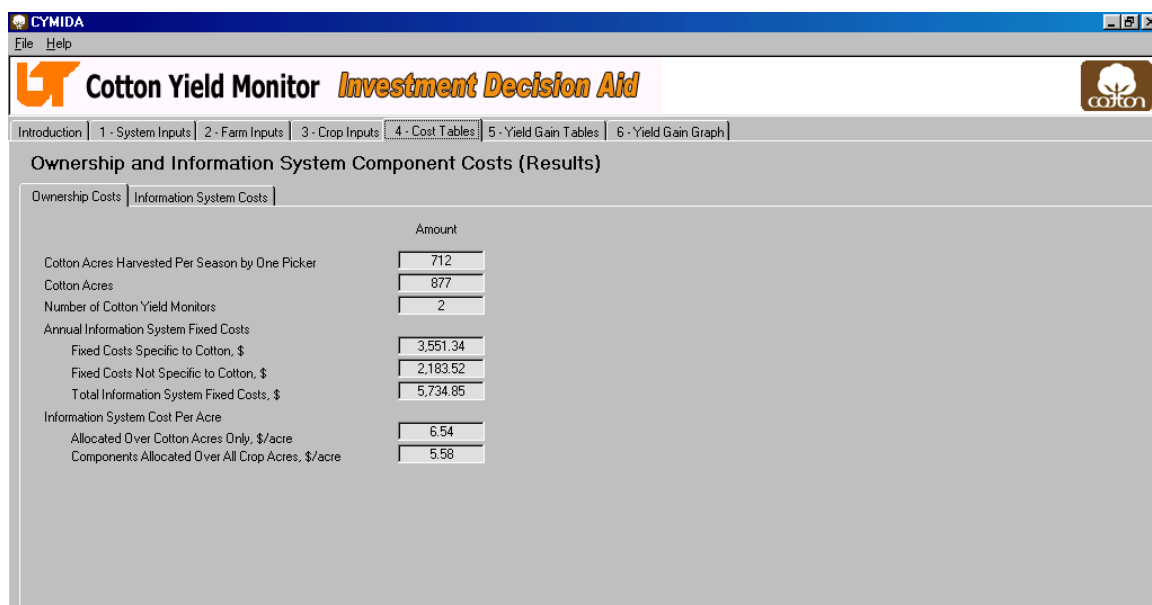 CYMIDA
File Help
UT Cotton Yield Monitor Investment Decision Aid cotton
Introduction 1 - System Inputs 2 - Farm Inputs 3 - Crop Inputs 4 - Cost Tables 5 - Yield Gain Tables 6 - Yield Gain Graph
Ownership and Information System Component Costs (Results)
Ownership Costs Information System Costs
Amount
Cotton Acres Harvested Per Season by One Picker 712
Cotton Acres 877
Number of Cotton Yield Monitors 2
Annual Information System Fixed Costs
Fixed Costs Specific to Cotton, $ 3,551.34
Fixed Costs Not Specific to Cotton, $ 2,183.52
Total Information System Fixed Costs, $ 5,734.85
Information System Cost Per Acre
Allocated Over Cotton Acres Only, $/acre 6.54
Components Allocated Over All Crop Acres, $/acre 5.58